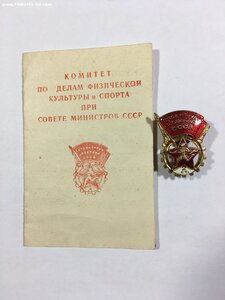 КОМИТЕТ
ПО ДЕЛАМ ФИЗИЧЕСКОЙ
КУЛЬТУРЫ и СПОРТА
ПРИ
СОВЕТЕ МИНИСТРОВ СССР